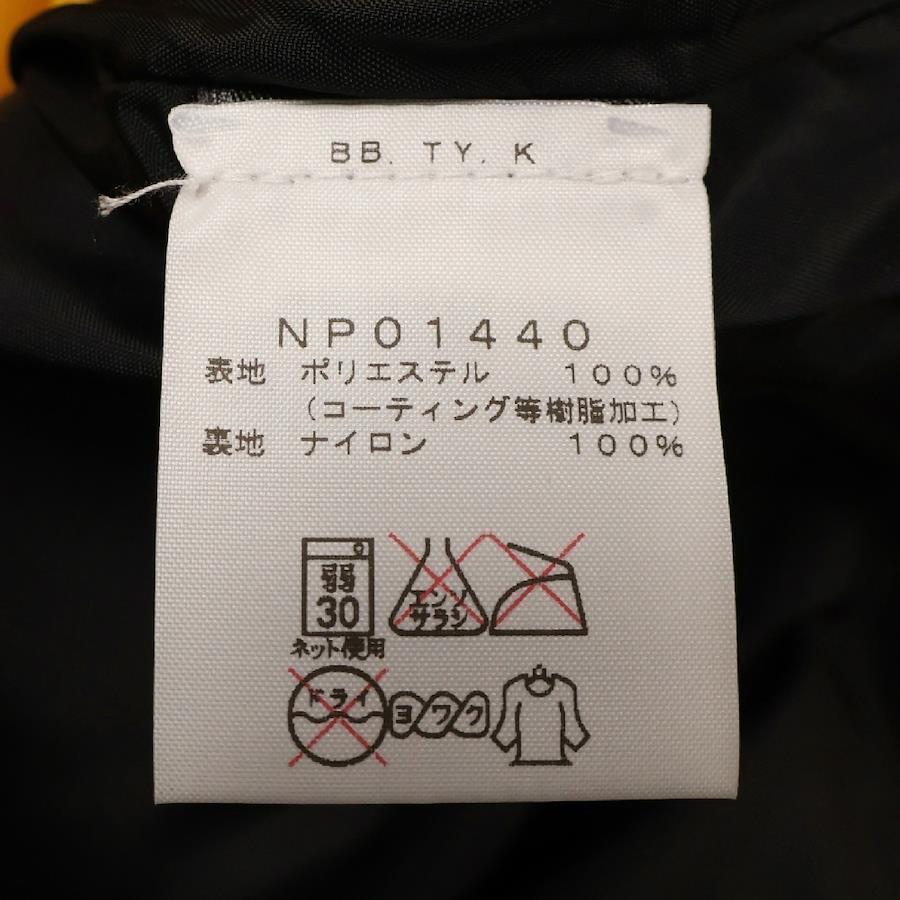 BB. TY. K
NP01440
表地 ポリエステル 100%
(コーティング等樹脂加工)
裏地 ナイロン 100%
弱
30
ネット使用
エンソ
サラシ
ドライ
ヨワク